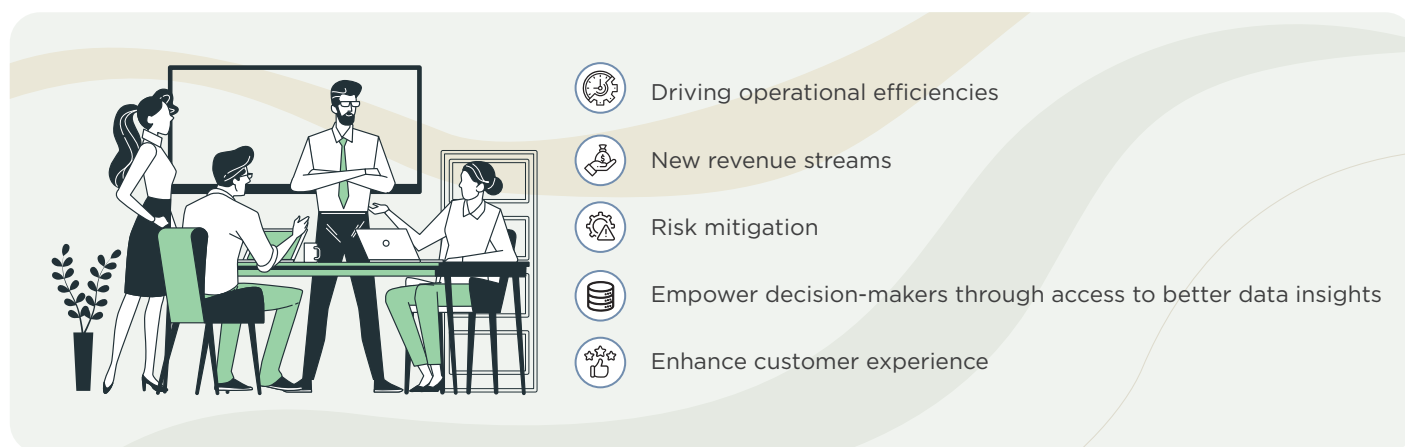 Driving operational efficiencies
New revenue streams
Risk mitigation
Empower decision-makers through access to better data insights
Enhance customer experience